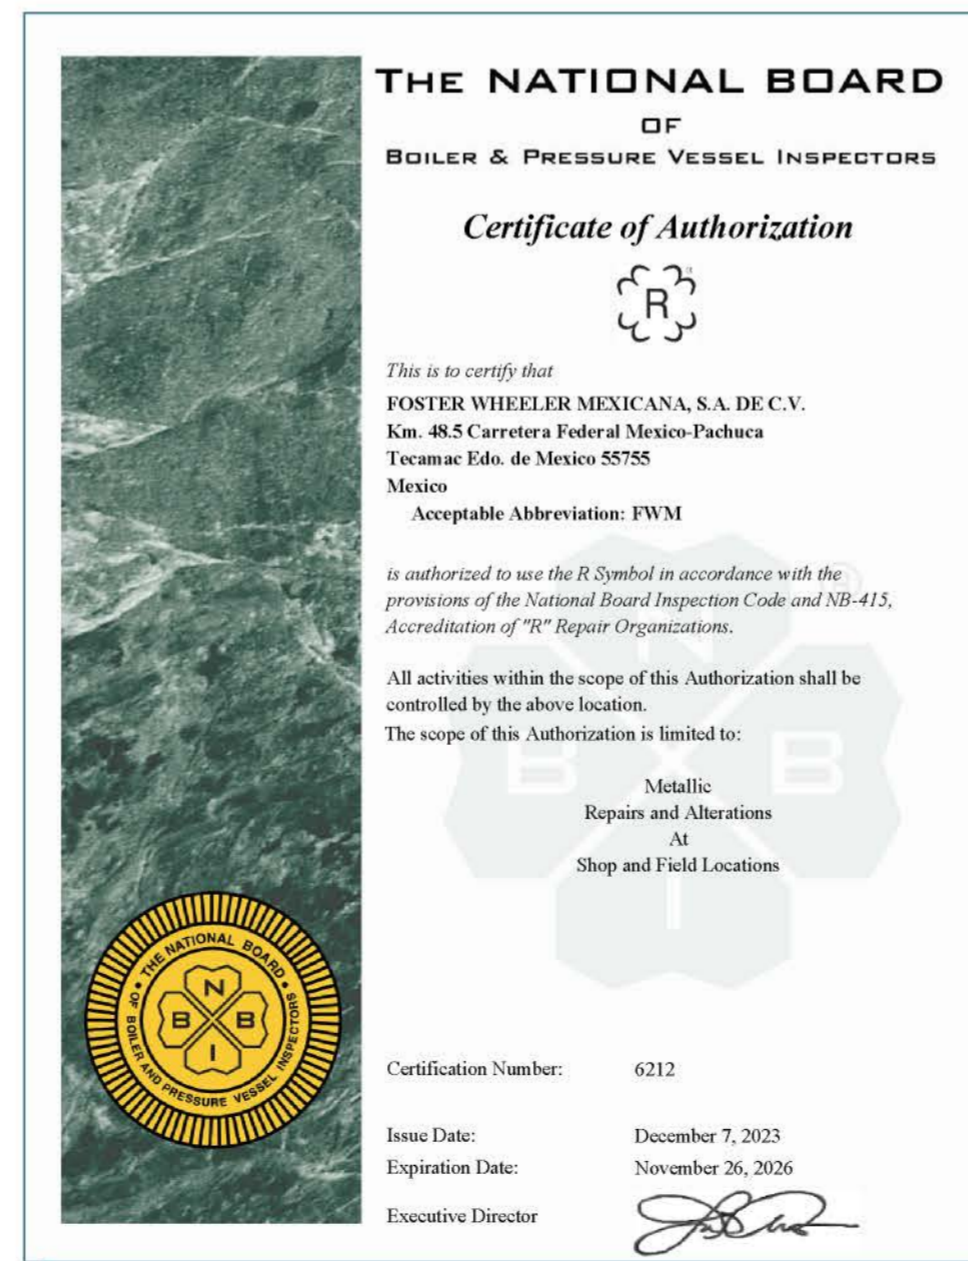 THE NATIONAL BOARD
OF
BOILER & PRESSURE VESSEL INSPECTORS
Certificate of Authorization
R
This is to certify that
FOSTER WHEELER MEXICANA, S.A. DE C.V.
Km. 48.5 Carretera Federal Mexico-Pachuca
Tecamac Edo. de Mexico 55755
Mexico
Acceptable Abbreviation: FWM
is authorized to use the R Symbol in accordance with the
provisions of the National Board Inspection Code and NB-415,
Accreditation of "R" Repair Organizations.
All activities within the scope of this Authorization shall be
controlled by the above location.
The scope of this Authorization is limited to:
Metallic
Repairs and Alterations
At
Shop and Field Locations
N
B B
I
®
THE NATIONAL BOARD
OF BOILER AND PRESSURE VESSEL INSPECTORS
N
B B
I
Certification Number: 6212
Issue Date: December 7, 2023
Expiration Date: November 26, 2026
Executive Director